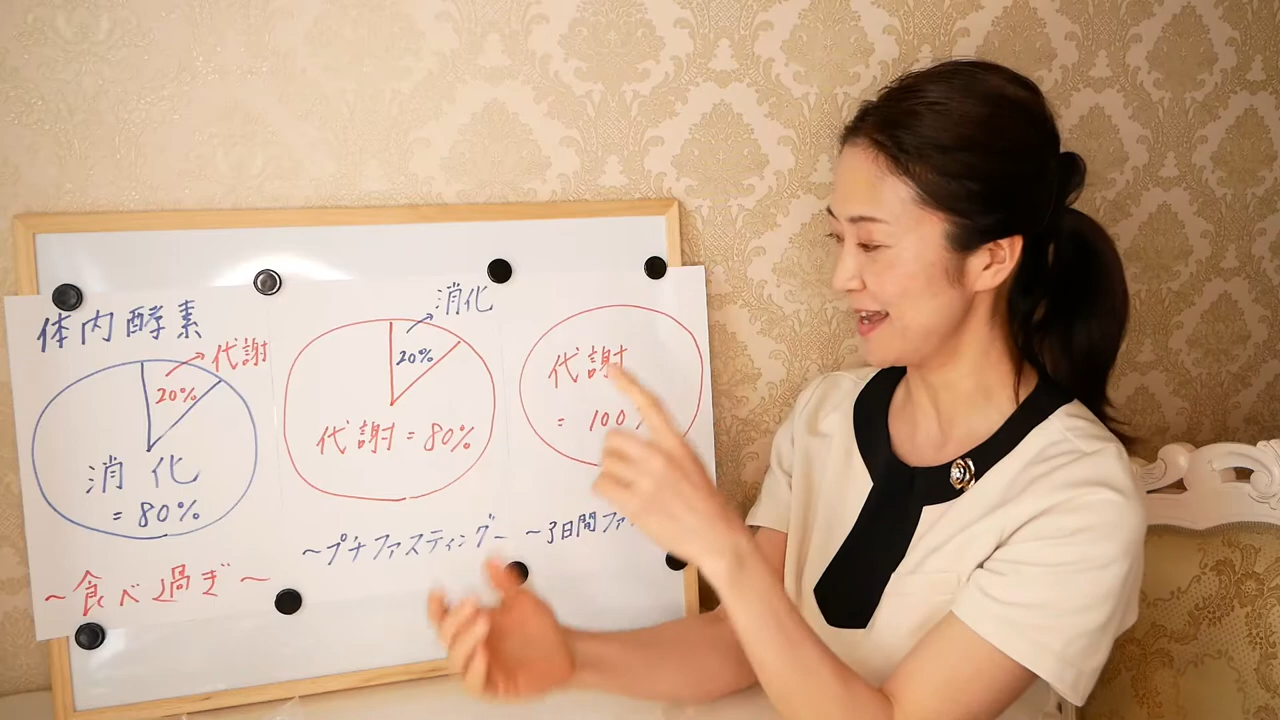 体内酵素
代謝
20%
消化
= 80%
~食べ過ぎ~
消化
20%
代謝 = 80%
~プチファスティング~
代謝
= 100
~3日間ファ